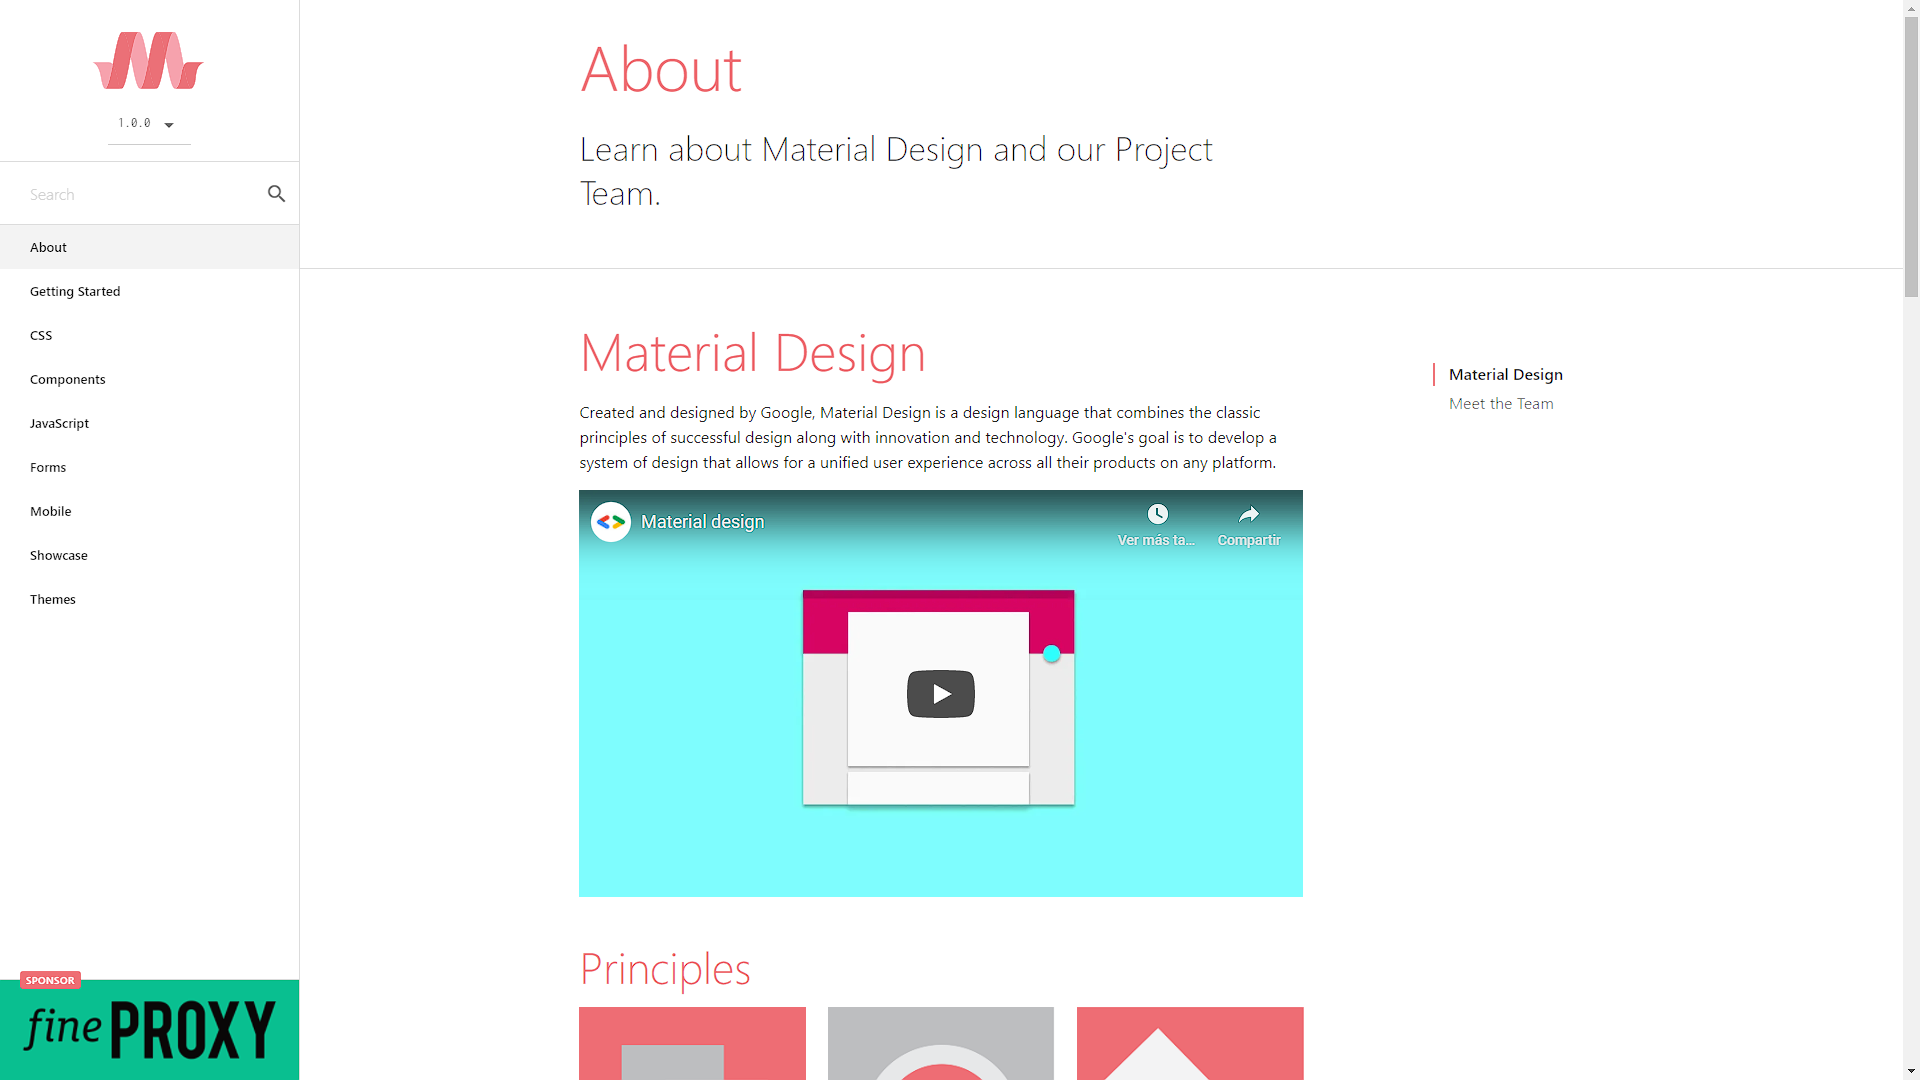 1.0.0
Search
About
Getting Started
CSS
Components
JavaScript
Forms
Mobile
Showcase
Themes
SPONSOR
fine PROXY
About
Learn about Material Design and our Project
Team.
Material Design
Created and designed by Google, Material Design is a design language that combines the classic
principles of successful design along with innovation and technology. Google's goal is to develop a
system of design that allows for a unified user experience across all their products on any platform.
Material design
Ver más ta...
Compartir
Principles
Material Design
Meet the Team